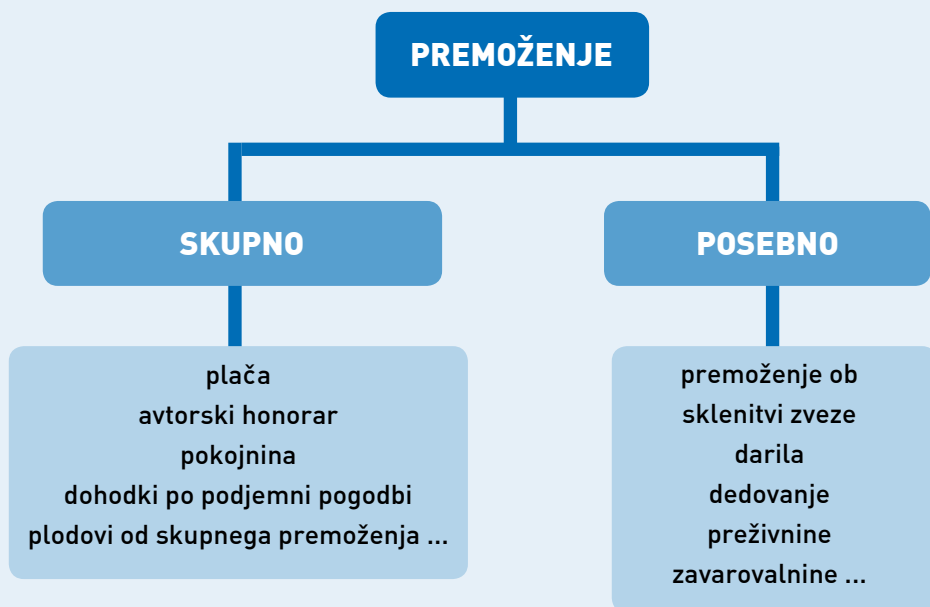 PREMOŽENJE
SKUPNO
POSEBNO
plača
avtorski honorar
pokojnina
dohodki po podjemni pogodbi
plodovi od skupnega premoženja ...
premoženje ob
sklenitvi zveze
darila
dedovanje
preživnine
zavarovalnine ...